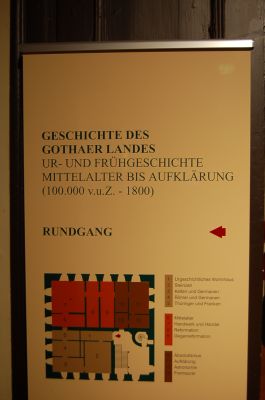 GESCHICHTE DES
GOTHAER LANDES
UR- UND FRÜHGESCHICHTE
MITTELALTER BIS AUFKLÄRUNG
(100.000 v.u.Z. - 1800)
RUNDGANG
Urgeschichtliches Wohnhaus
Steinzeit
Kelten und Germanen
Römer und Germanen
Thüringer und Franken
Mittelalter
Handwerk und Handel
Reformation
Gegenreformation
Absolutismus
Aufklärung
Astronomie